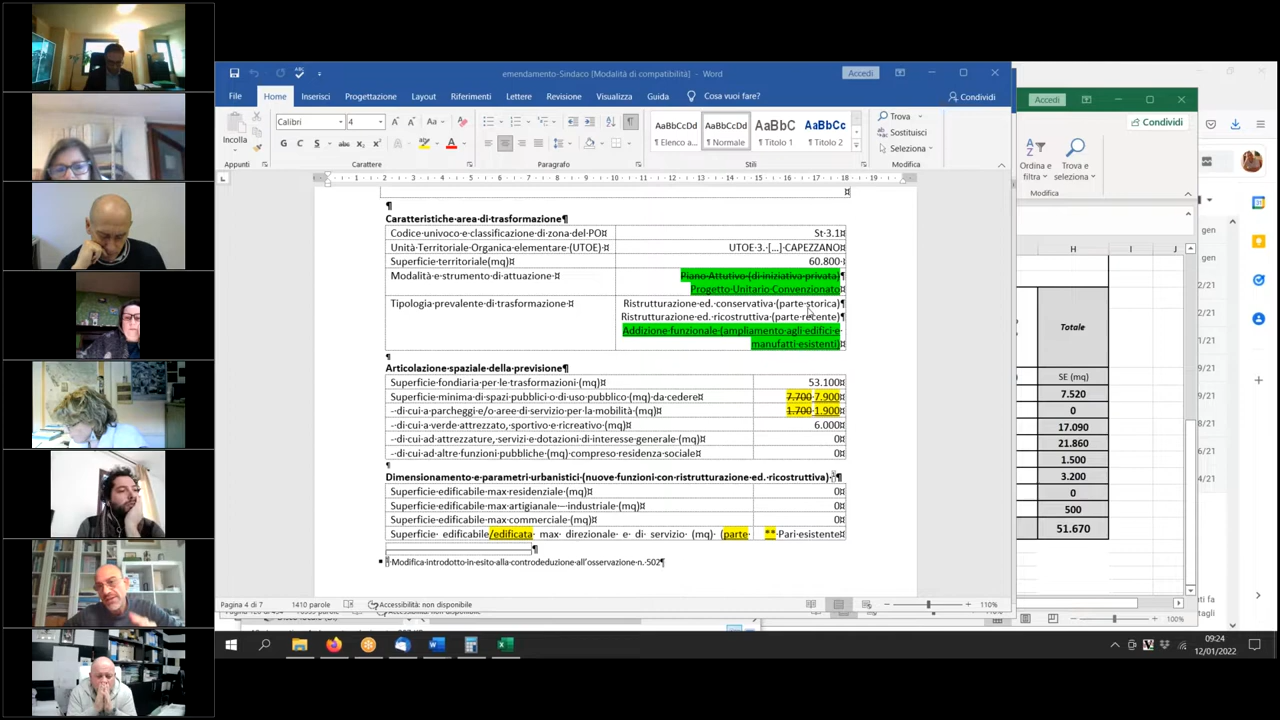 emendamento-Sindaco [Modalità di compatibilità] - Word
Accedi
File Home Inserisci Progettazione Layout Riferimenti Lettere Revisione Visualizza Guida Cosa vuoi fare?
Condividi
Incolla
Calibri 4
AaBbCcDd AaBbCcDd AaBbC AaBbCc
¶ Elenco a... ¶ Normale ¶ Titolo 1 ¶ Titolo 2
Trova
Sostituisci
Seleziona
Appunti Carattere Paragrafo Stili Modifica
Caratteristiche·area·di·trasformazione¶
Codice·univoco·e·classificazione·di·zona·del·PO¤ St·3.1¤
Unità·Territoriale·Organica·elementare·(UTOE)·¤ UTOE·3.·[...]·CAPEZZANO¤
Superficie·territoriale(mq)¤ 60.800·¤
Modalità·e·strumento·di·attuazione·¤ Piano·Attutivo·(di·iniziativa·privata)¶
Progetto·Unitario·Convenzionato¤
Tipologia·prevalente·di·trasformazione·¤ Ristrutturazione·ed.·conservativa·(parte·storica)¶
Ristrutturazione·ed.·ricostruttiva·(parte·recente)¶
Addizione·funzionale·(ampliamento·agli·edifici·e·
manufatti·esistenti)¤
¶
Articolazione·spaziale·della·previsione¶
Superficie·fondiaria·per·le·trasformazioni·(mq)¤ 53.100¤
Superficie·minima·di·spazi·pubblici·o·di·uso·pubblico·(mq)·da·cedere¤ 7.700·7.900¤
-·di·cui·a·parcheggi·e/o·aree·di·servizio·per·la·mobilità·(mq)¤ 1.700·1.900¤
-·di·cui·a·verde·attrezzato,·sportivo·e·ricreativo·(mq)¤ 6.000¤
-·di·cui·ad·attrezzature,·servizi·e·dotazioni·di·interesse·generale·(mq)¤ 0¤
-·di·cui·ad·altre·funzioni·pubbliche·(mq)·compreso·residenza·sociale¤ 0¤
¶
Dimensionamento·e·parametri·urbanistici·(nuove·funzioni·con·ristrutturazione·ed.·ricostruttiva)·¶
Superficie·edificabile·max·residenziale·(mq)¤ 0¤
Superficie·edificabile·max·artigianale·–·industriale·(mq)¤ 0¤
Superficie·edificabile·max·commerciale·(mq)¤ 0¤
Superficie· edificabile/edificata· max· direzionale· e· di· servizio· (mq)· (parte· **·Pari·esistente¤
¶
Modifica·introdotto·in·esito·alla·controdeduzione·all'osservazione·n.·502¶
Pagina 4 di 7 1410 parole Accessibilità: non disponibile 110%
Accedi
Condividi
Ordina e filtra
Trova e seleziona
Modifica
H I J
Totale
SE (mq)
7.520
0
17.090
21.860
1.500
3.200
0
500
51.670
100%
09:24
12/01/2022